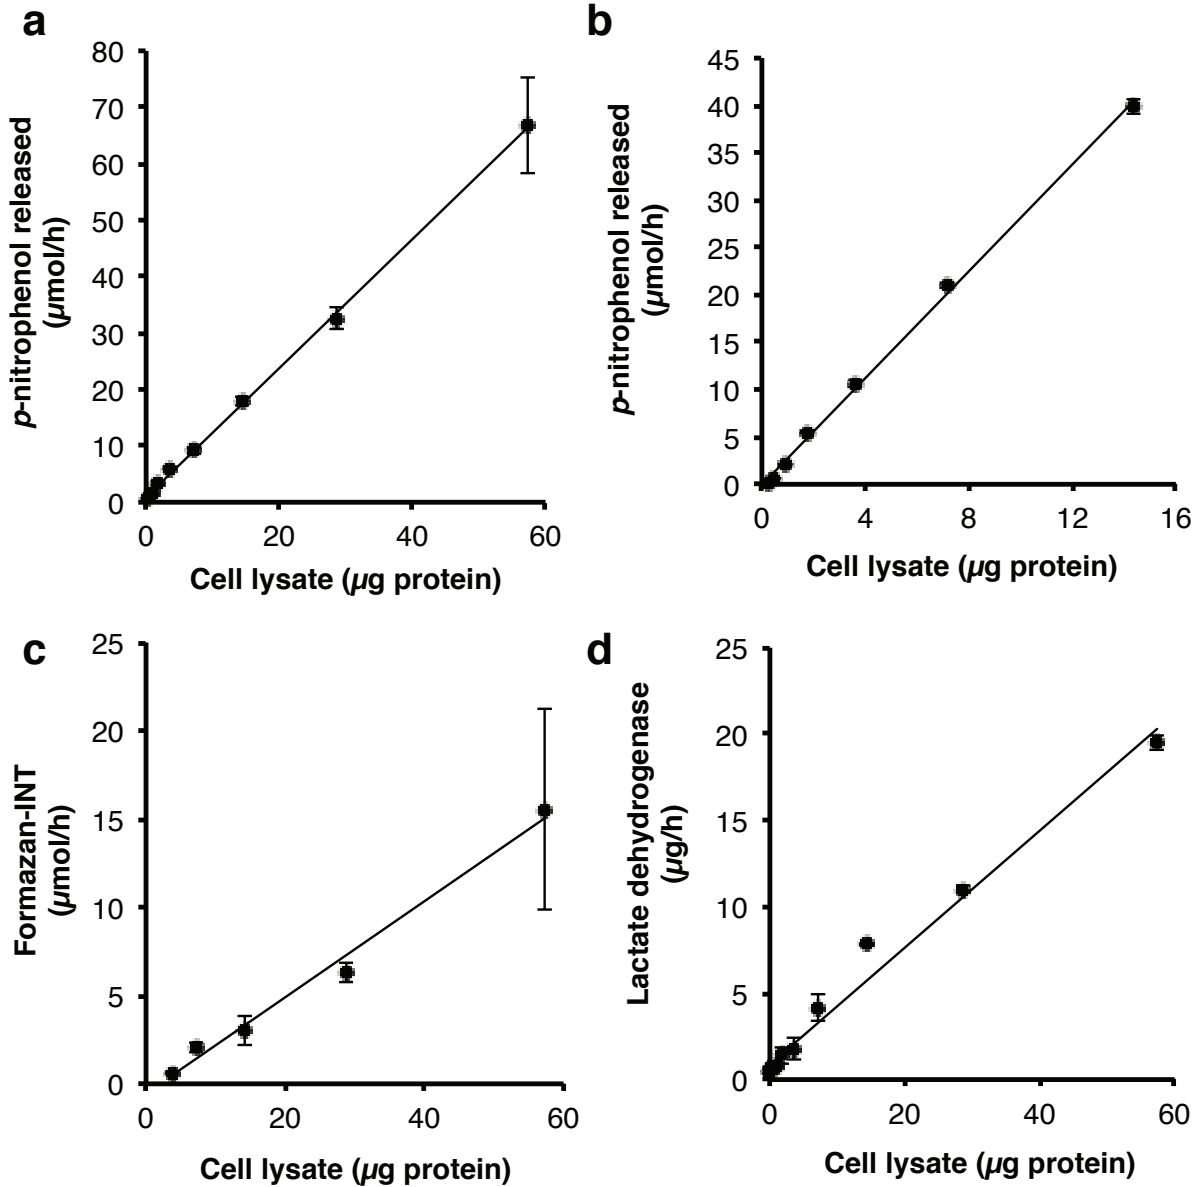 a
80
70
60
50
40
30
20
10
0
0 20 40 60
p-nitrophenol released
(µmol/h)
Cell lysate (µg protein)
b
45
40
35
30
25
20
15
10
5
0
0 4 8 12 16
p-nitrophenol released
(µmol/h)
Cell lysate (µg protein)
c
25
20
15
10
5
0
0 20 40 60
Formazan-INT
(µmol/h)
Cell lysate (µg protein)
d
25
20
15
10
5
0
0 20 40 60
Lactate dehydrogenase
(µg/h)
Cell lysate (µg protein)